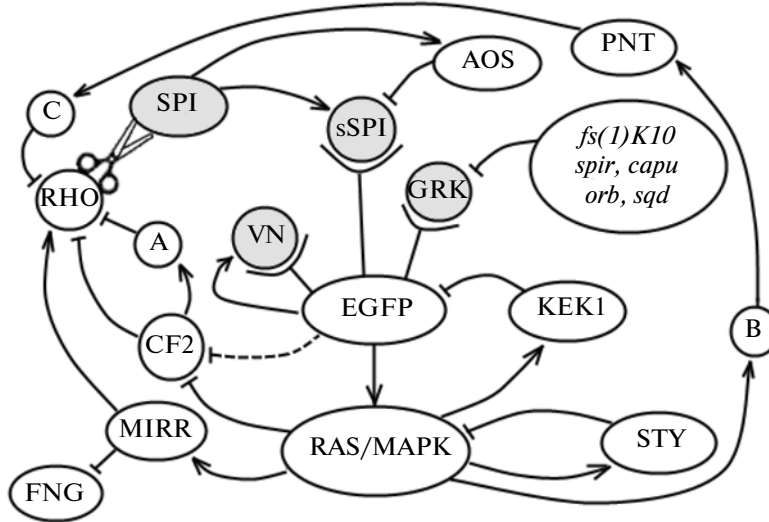 PNT
AOS
SPI
C
sSPI
fs(1)K10
spir, capu
orb, sqd
RHO
GRK
VN
A
EGFP
KEK1
B
CF2
MIRR
RAS/MAPK
STY
FNG